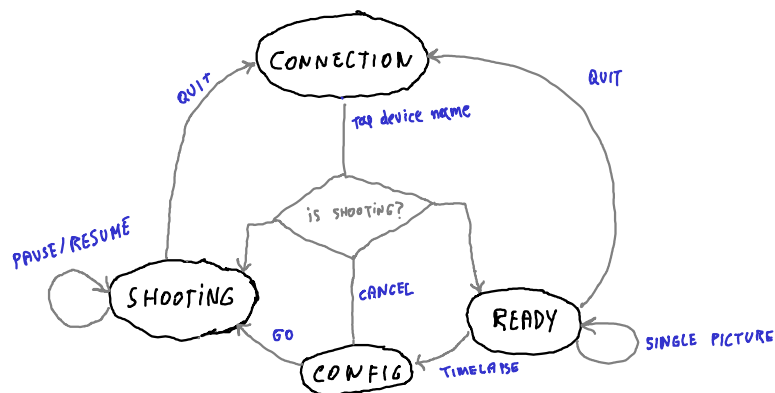 CONNECTION
QUIT
QUIT
Tap device name
iS SHOOTING?
PAUSE/RESUME
SHOOTING
CANCEL
READY
GO
SINGLE PICTURE
CONFIG
TIMELAPSE